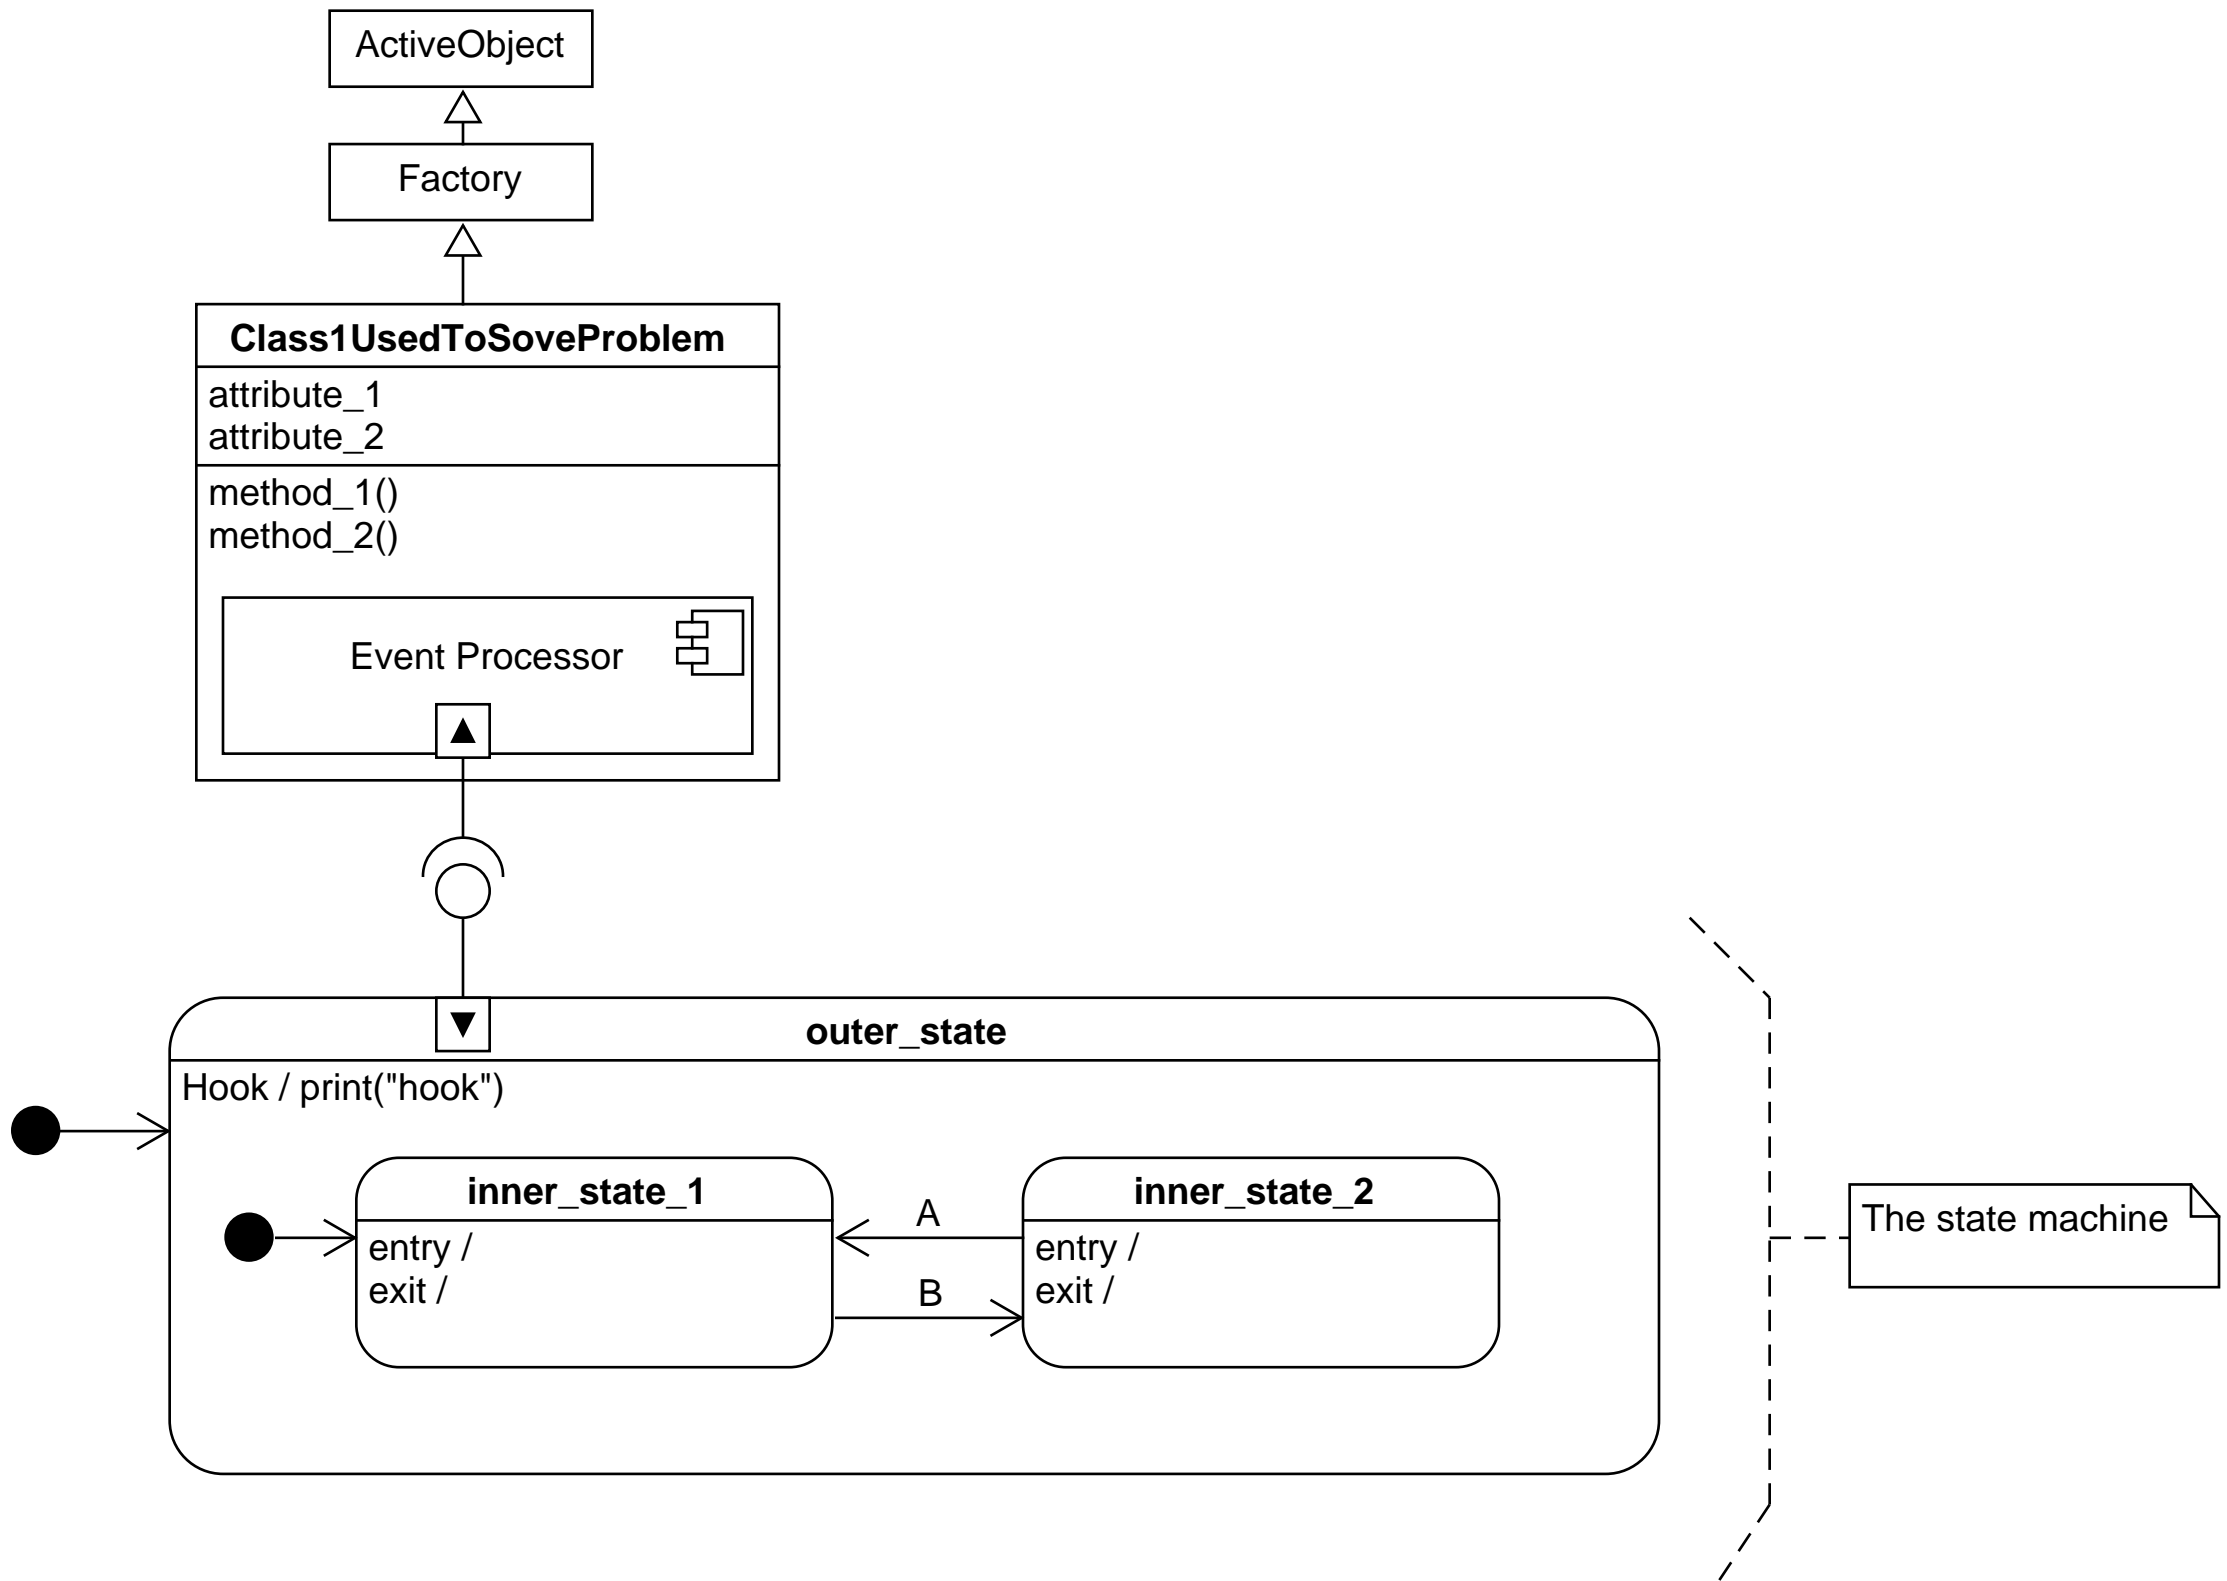 ActiveObject
Factory
Class1UsedToSoveProblem
attribute_1
attribute_2
method_1()
method_2()
Event Processor
outer_state
Hook / print("hook")
inner_state_1
entry /
exit /
A
B
inner_state_2
entry /
exit /
The state machine